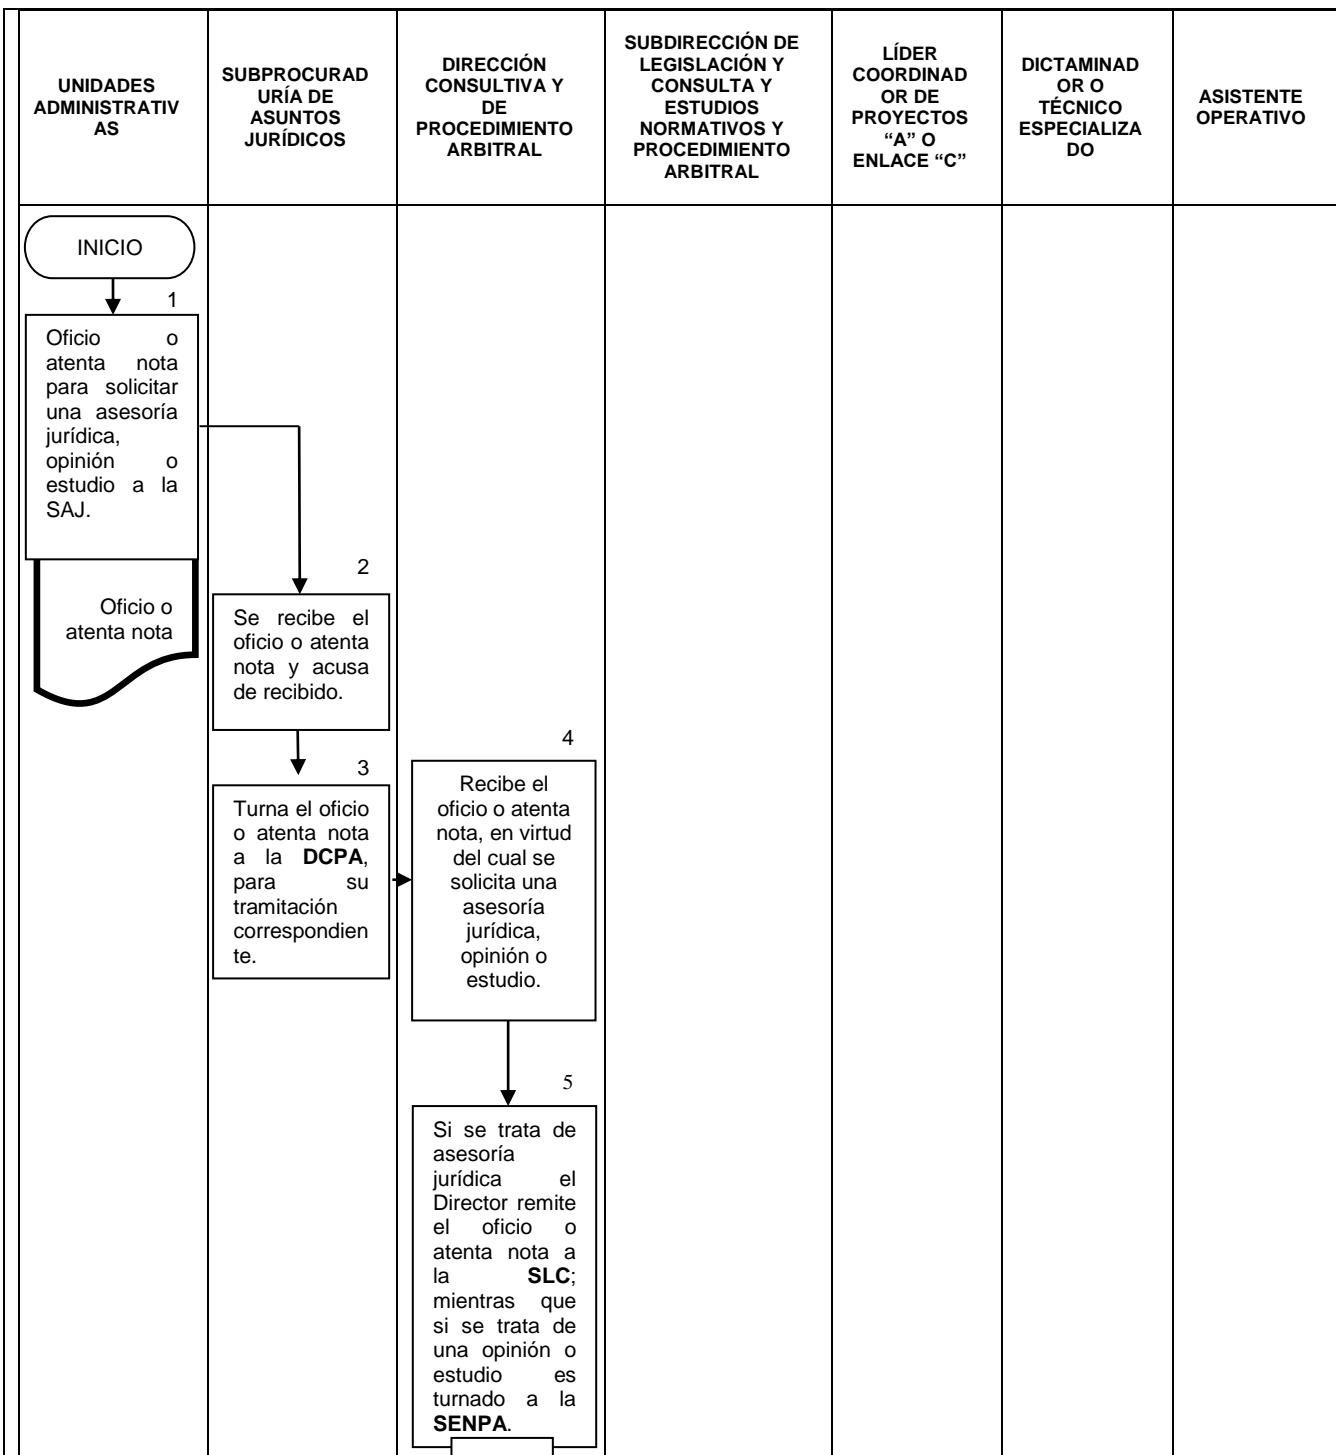 UNIDADES
ADMINISTRATIV
AS
SUBPROCURAD
URÍA DE
ASUNTOS
JURÍDICOS
DIRECCIÓN
CONSULTIVA Y
DE
PROCEDIMIENTO
ARBITRAL
SUBDIRECCIÓN DE
LEGISLACIÓN Y
CONSULTA Y
ESTUDIOS
NORMATIVOS Y
PROCEDIMIENTO
ARBITRAL
LÍDER
COORDINAD
OR DE
PROYECTOS
“A” O
ENLACE “C”
DICTAMINAD
OR O
TÉCNICO
ESPECIALIZA
DO
ASISTENTE
OPERATIVO
INICIO
1
Oficio o
atenta nota
para solicitar
una asesoría
jurídica,
opinión o
estudio a la
SAJ.
Oficio o
atenta nota
2
Se recibe el
oficio o atenta
nota y acusa
de recibido.
3
Turna el oficio
o atenta nota
a la DCPA,
para su
tramitación
correspondien
te.
4
Recibe el
oficio o atenta
nota, en virtud
del cual se
solicita una
asesoría
jurídica,
opinión o
estudio.
5
Si se trata de
asesoría
jurídica el
Director remite
el oficio o
atenta nota a
la SLC;
mientras que
si se trata de
una opinión o
estudio es
turnado a la
SENPA.